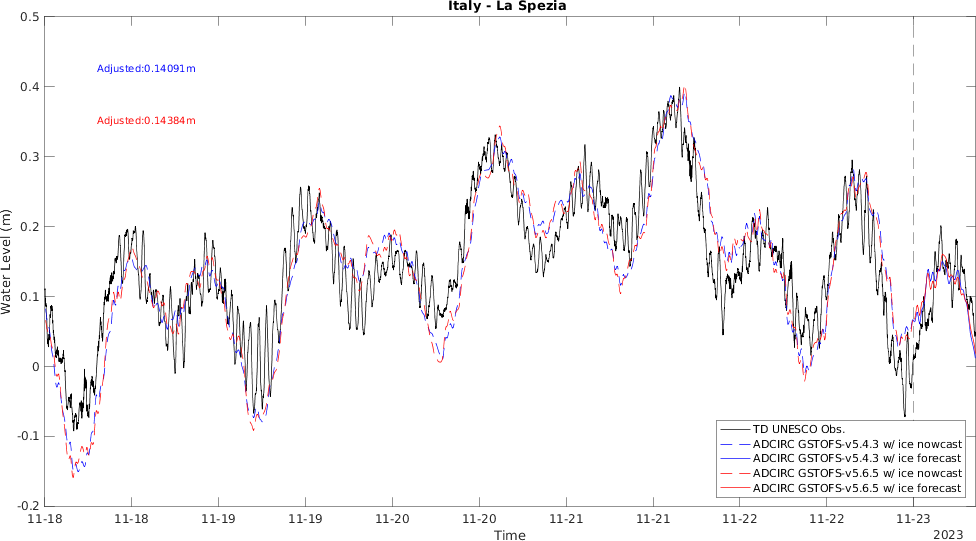 Italy - La Spezia
0.5
0.4
0.3
0.2
0.1
0
-0.1
-0.2
Water Level (m)
Adjusted:0.14091m
Adjusted:0.14384m
TD UNESCO Obs.
ADCIRC GSTOFS-v5.4.3 w/ ice nowcast
ADCIRC GSTOFS-v5.4.3 w/ ice forecast
ADCIRC GSTOFS-v5.6.5 w/ ice nowcast
ADCIRC GSTOFS-v5.6.5 w/ ice forecast
11-18 11-18 11-19 11-19 11-20 11-20 11-21 11-21 11-22 11-22 11-23
Time
2023